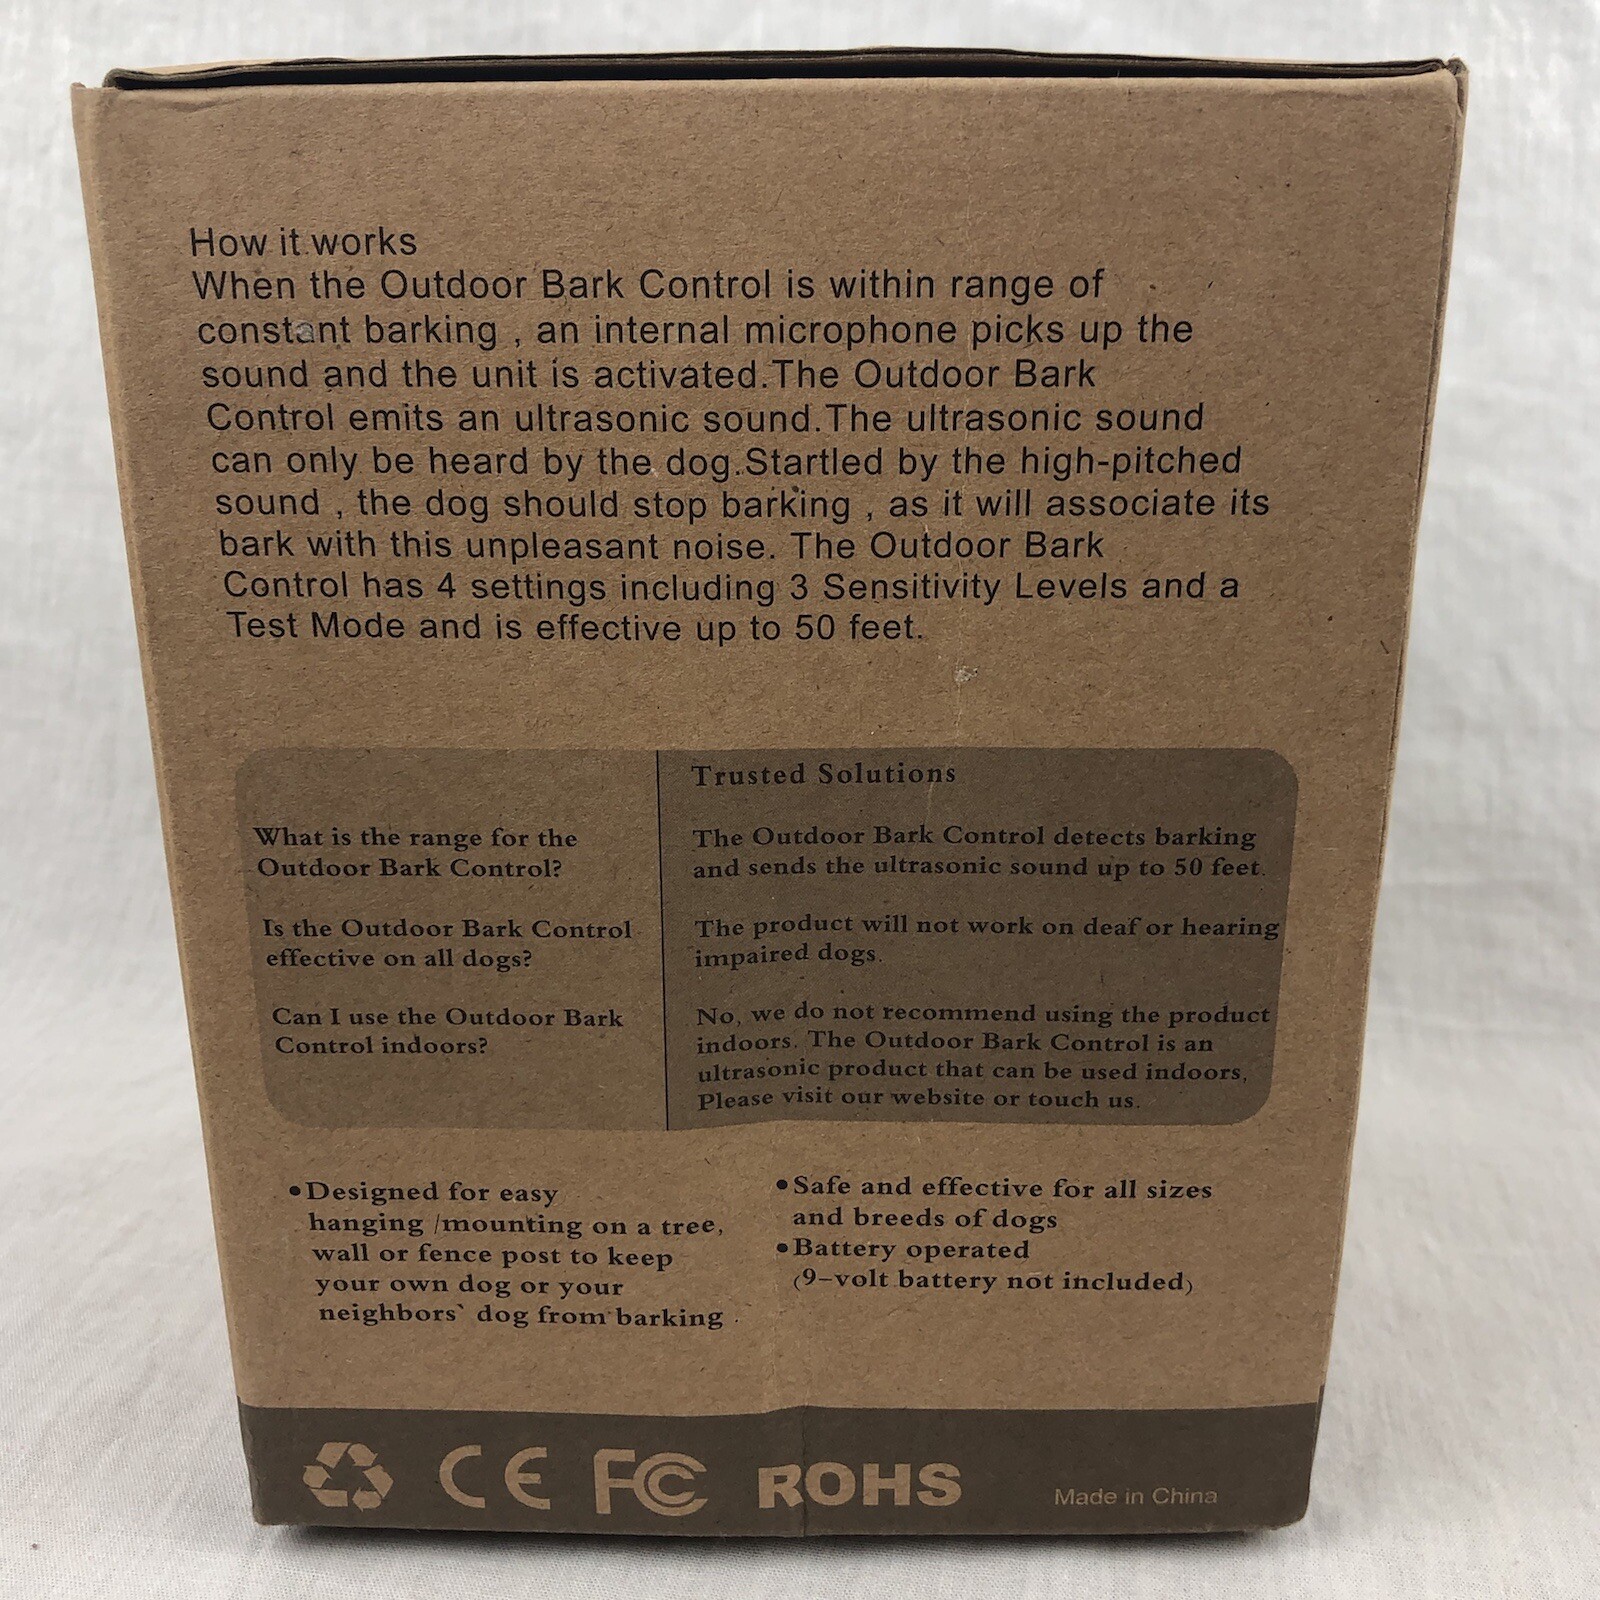 How it works
When the Outdoor Bark Control is within range of
constant barking , an internal microphone picks up the
sound and the unit is activated.The Outdoor Bark
Control emits an ultrasonic sound.The ultrasonic sound
can only be heard by the dog.Startled by the high-pitched
sound , the dog should stop barking , as it will associate its
bark with this unpleasant noise. The Outdoor Bark
Control has 4 settings including 3 Sensitivity Levels and a
Test Mode and is effective up to 50 feet.
Trusted Solutions
What is the range for the
Outdoor Bark Control?
The Outdoor Bark Control detects barking
and sends the ultrasonic sound up to 50 feet.
Is the Outdoor Bark Control
effective on all dogs?
The product will not work on deaf or hearing
impaired dogs.
Can I use the Outdoor Bark
Control indoors?
No, we do not recommend using the product
indoors. The Outdoor Bark Control is an
ultrasonic product that can be used indoors,
Please visit our website or touch us.
•Designed for easy
hanging /mounting on a tree,
wall or fence post to keep
your own dog or your
neighbors` dog from barking .
•Safe and effective for all sizes
and breeds of dogs
•Battery operated
(9-volt battery not included)
CE FC ROHS Made in China